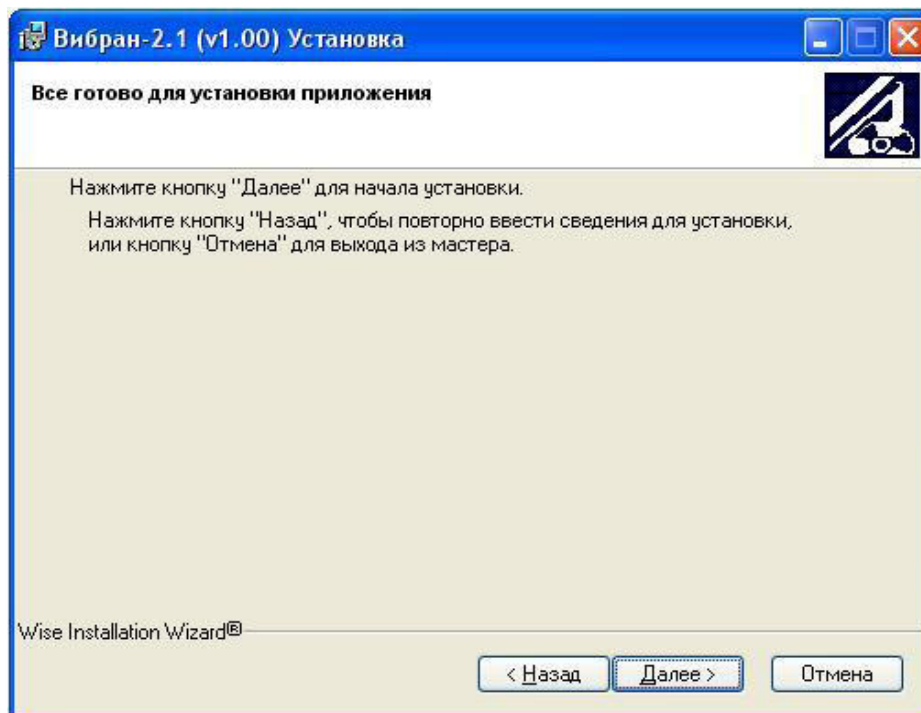 Вибран-2.1 (v1.00) Установка
Все готово для установки приложения
Нажмите кнопку "Далее" для начала установки.
Нажмите кнопку "Назад", чтобы повторно ввести сведения для установки,
или кнопку "Отмена" для выхода из мастера.
Wise Installation Wizard®
< Назад Далее > Отмена